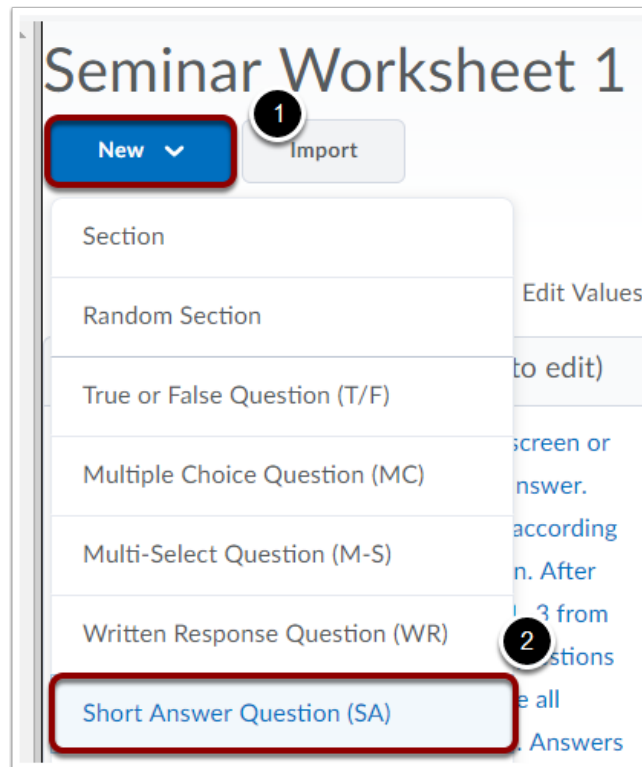 Seminar Worksheet 1
1
New Import
Section
Edit Values
Random Section
to edit)
True or False Question (T/F)
screen or
Multiple Choice Question (MC)
nswer.
according
Multi-Select Question (M-S)
n. After
3 from
Written Response Question (WR)
2
stions
e all
Short Answer Question (SA)
. Answers